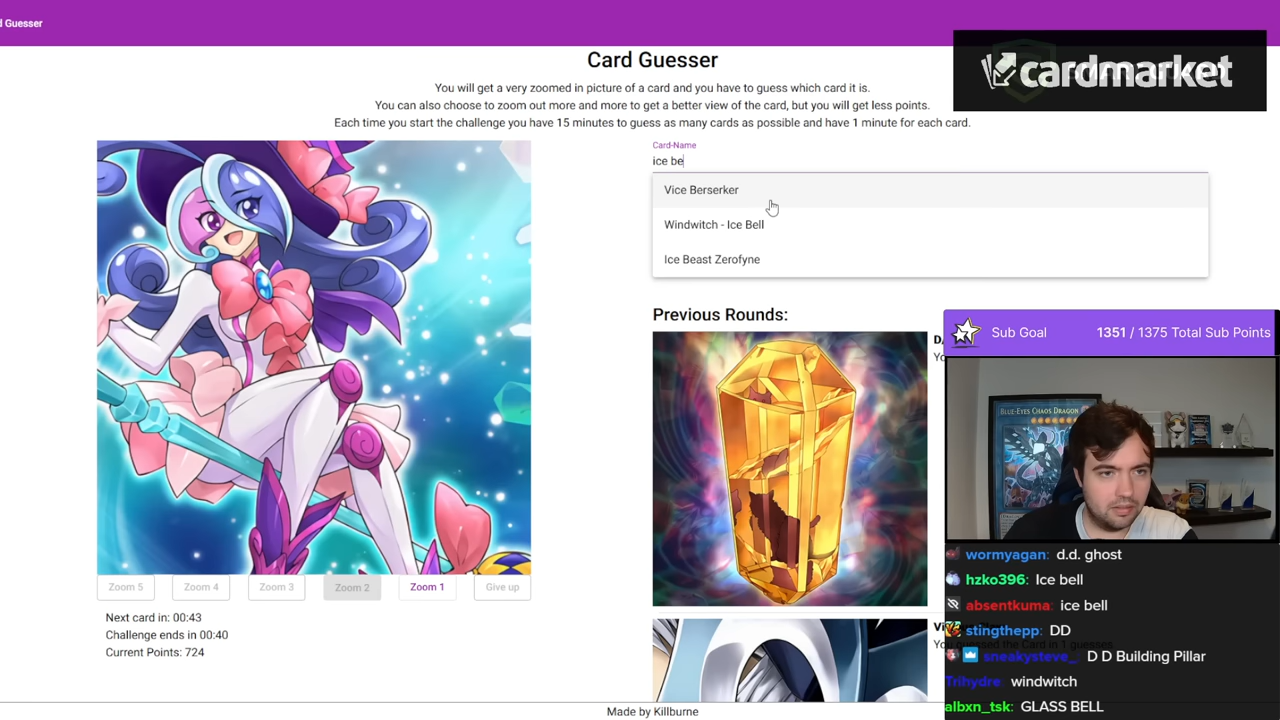 d Guesser
cardmarket
Card Guesser
You will get a very zoomed in picture of a card and you have to guess which card it is.
You can also choose to zoom out more and more to get a better view of the card, but you will get less points.
Each time you start the challenge you have 15 minutes to guess as many cards as possible and have 1 minute for each card.
Card-Name
ice be
Vice Berserker
Windwitch - Ice Bell
Ice Beast Zerofyne
Previous Rounds:
Sub Goal 1351 / 1375 Total Sub Points
BLUE-EYES CHAOS DRAGON
Zoom 5 Zoom 4 Zoom 3 Zoom 2 Zoom 1 Give up
Next card in: 00:43
Challenge ends in 00:40
Current Points: 724
wormyagan: d.d. ghost
hzko396: Ice bell
absentkuma: ice bell
stingthepp: DD
sneakysteve_: D D Building Pillar
Trihydre windwitch
albxn_tsk: GLASS BELL
Made by Killburne